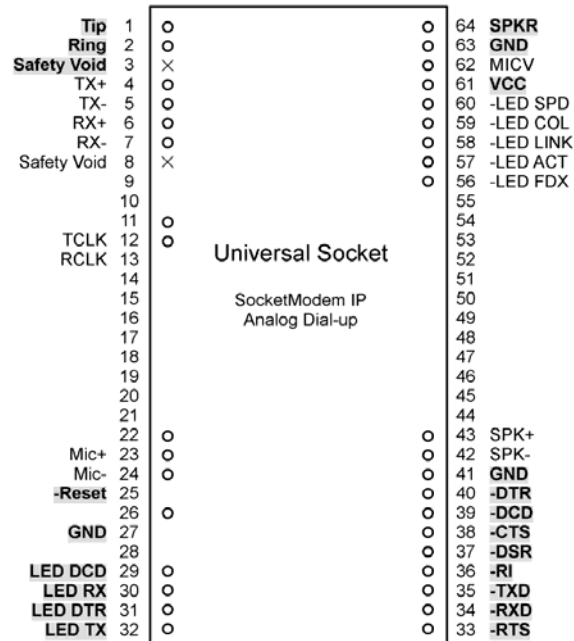 Tip 1 64 SPKR
Ring 2 63 GND
Safety Void 3 62 MICV
TX+ 4 61 VCC
TX- 5 60 -LED SPD
RX+ 6 59 -LED COL
RX- 7 58 -LED LINK
Safety Void 8 57 -LED ACT
9 56 -LED FDX
10 55
11 54
TCLK 12 53
RCLK 13 Universal Socket 52
14 51
15 SocketModem IP 50
16 Analog Dial-up 49
17 48
18 47
19 46
20 45
21 44
22 43 SPK+
Mic+ 23 42 SPK-
Mic- 24 41 GND
-Reset 25 40 -DTR
26 39 -DCD
GND 27 38 -CTS
28 37 -DSR
LED DCD 29 36 -RI
LED RX 30 35 -TXD
LED DTR 31 34 -RXD
LED TX 32 33 -RTS